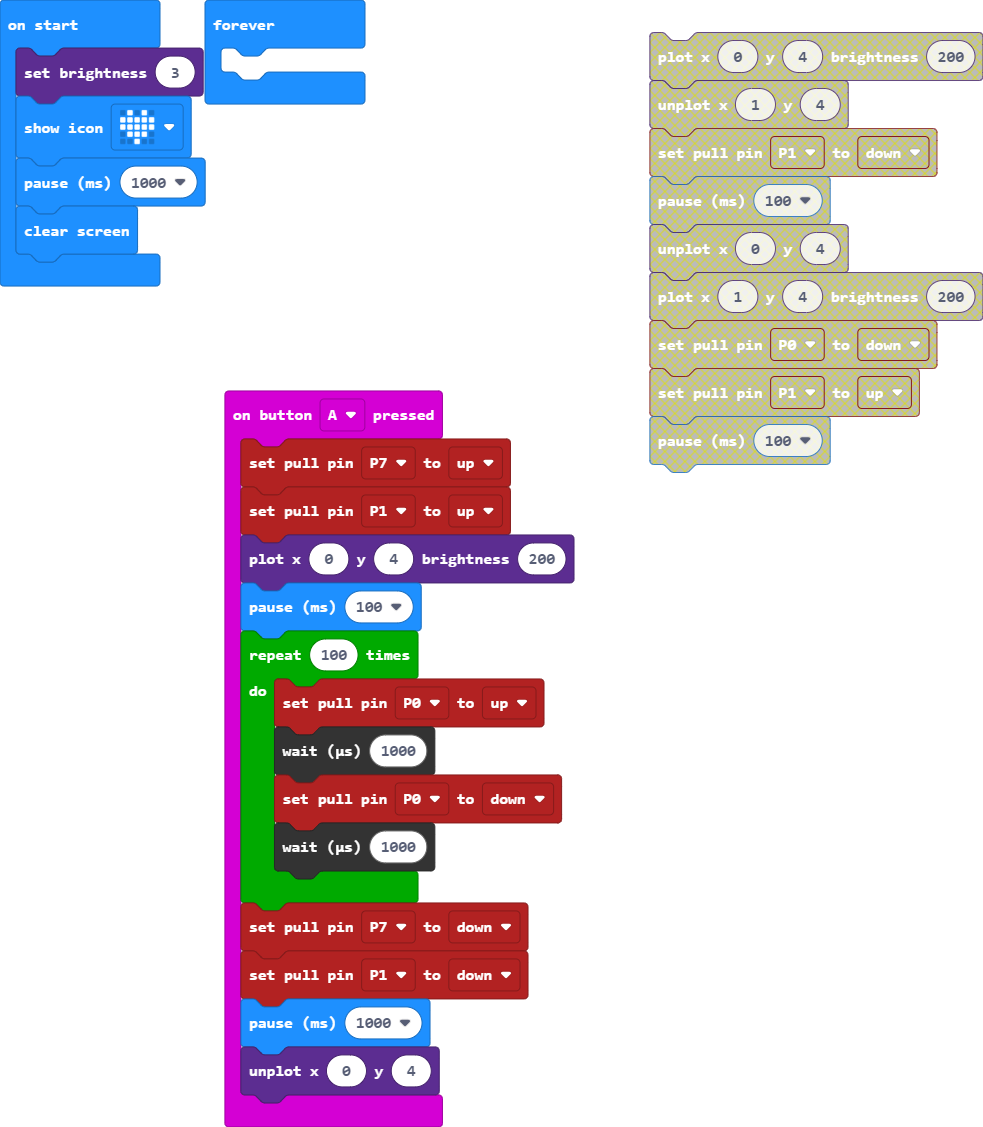 on start
set brightness 3
show icon
pause (ms) 1000
clear screen
forever
plot x 0 y 4 brightness 200
unplot x 1 y 4
set pull pin P1 to down
pause (ms) 100
unplot x 0 y 4
plot x 1 y 4 brightness 200
set pull pin P0 to down
set pull pin P1 to up
pause (ms) 100
on button A pressed
set pull pin P7 to up
set pull pin P1 to up
plot x 0 y 4 brightness 200
pause (ms) 100
repeat 100 times
do
set pull pin P0 to up
wait (µs) 1000
set pull pin P0 to down
wait (µs) 1000
set pull pin P7 to down
set pull pin P1 to down
pause (ms) 1000
unplot x 0 y 4